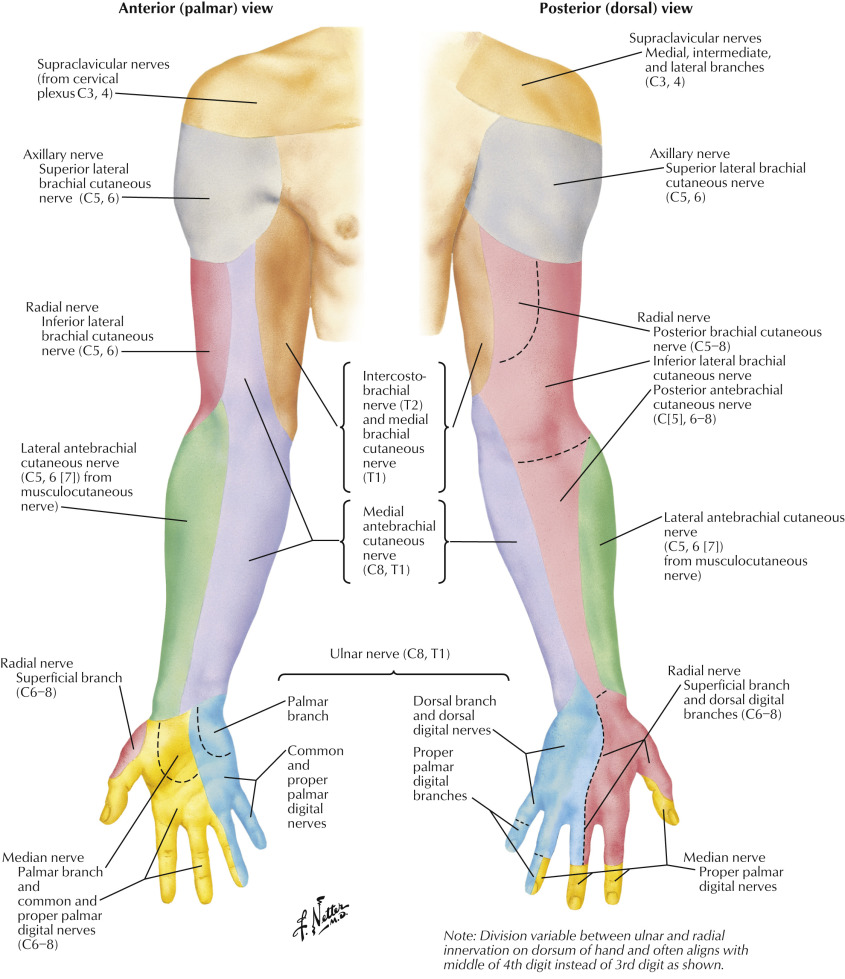 Anterior (palmar) view
Posterior (dorsal) view
Supraclavicular nerves
(from cervical
plexus C3, 4)
Supraclavicular nerves
Medial, intermediate,
and lateral branches
(C3, 4)
Axillary nerve
Superior lateral
brachial cutaneous
nerve (C5, 6)
Axillary nerve
Superior lateral brachial
cutaneous nerve
(C5, 6)
Radial nerve
Inferior lateral
brachial cutaneous
nerve (C5, 6)
Radial nerve
Posterior brachial cutaneous
nerve (C5–8)
Inferior lateral brachial
cutaneous nerve
Posterior antebrachial
cutaneous nerve
(C[5], 6–8)
Intercosto-
brachial
nerve (T2)
and medial
brachial
cutaneous
nerve
(T1)
Lateral antebrachial
cutaneous nerve
(C5, 6 [7]) from
musculocutaneous
nerve)
Medial
antebrachial
cutaneous
nerve
(C8, T1)
Lateral antebrachial cutaneous
nerve
(C5, 6 [7])
from musculocutaneous
nerve)
Ulnar nerve (C8, T1)
Radial nerve
Superficial branch
(C6–8)
Palmar
branch
Common
and
proper
palmar
digital
nerves
Dorsal branch
and dorsal
digital nerves
Proper
palmar
digital
branches
Radial nerve
Superficial branch
and dorsal digital
branches (C6–8)
Median nerve
Palmar branch
and
common and
proper palmar
digital nerves
(C6–8)
Median nerve
Proper palmar
digital nerves
F. Netter
M.D.
Note: Division variable between ulnar and radial
innervation on dorsum of hand and often aligns with
middle of 4th digit instead of 3rd digit as shown.